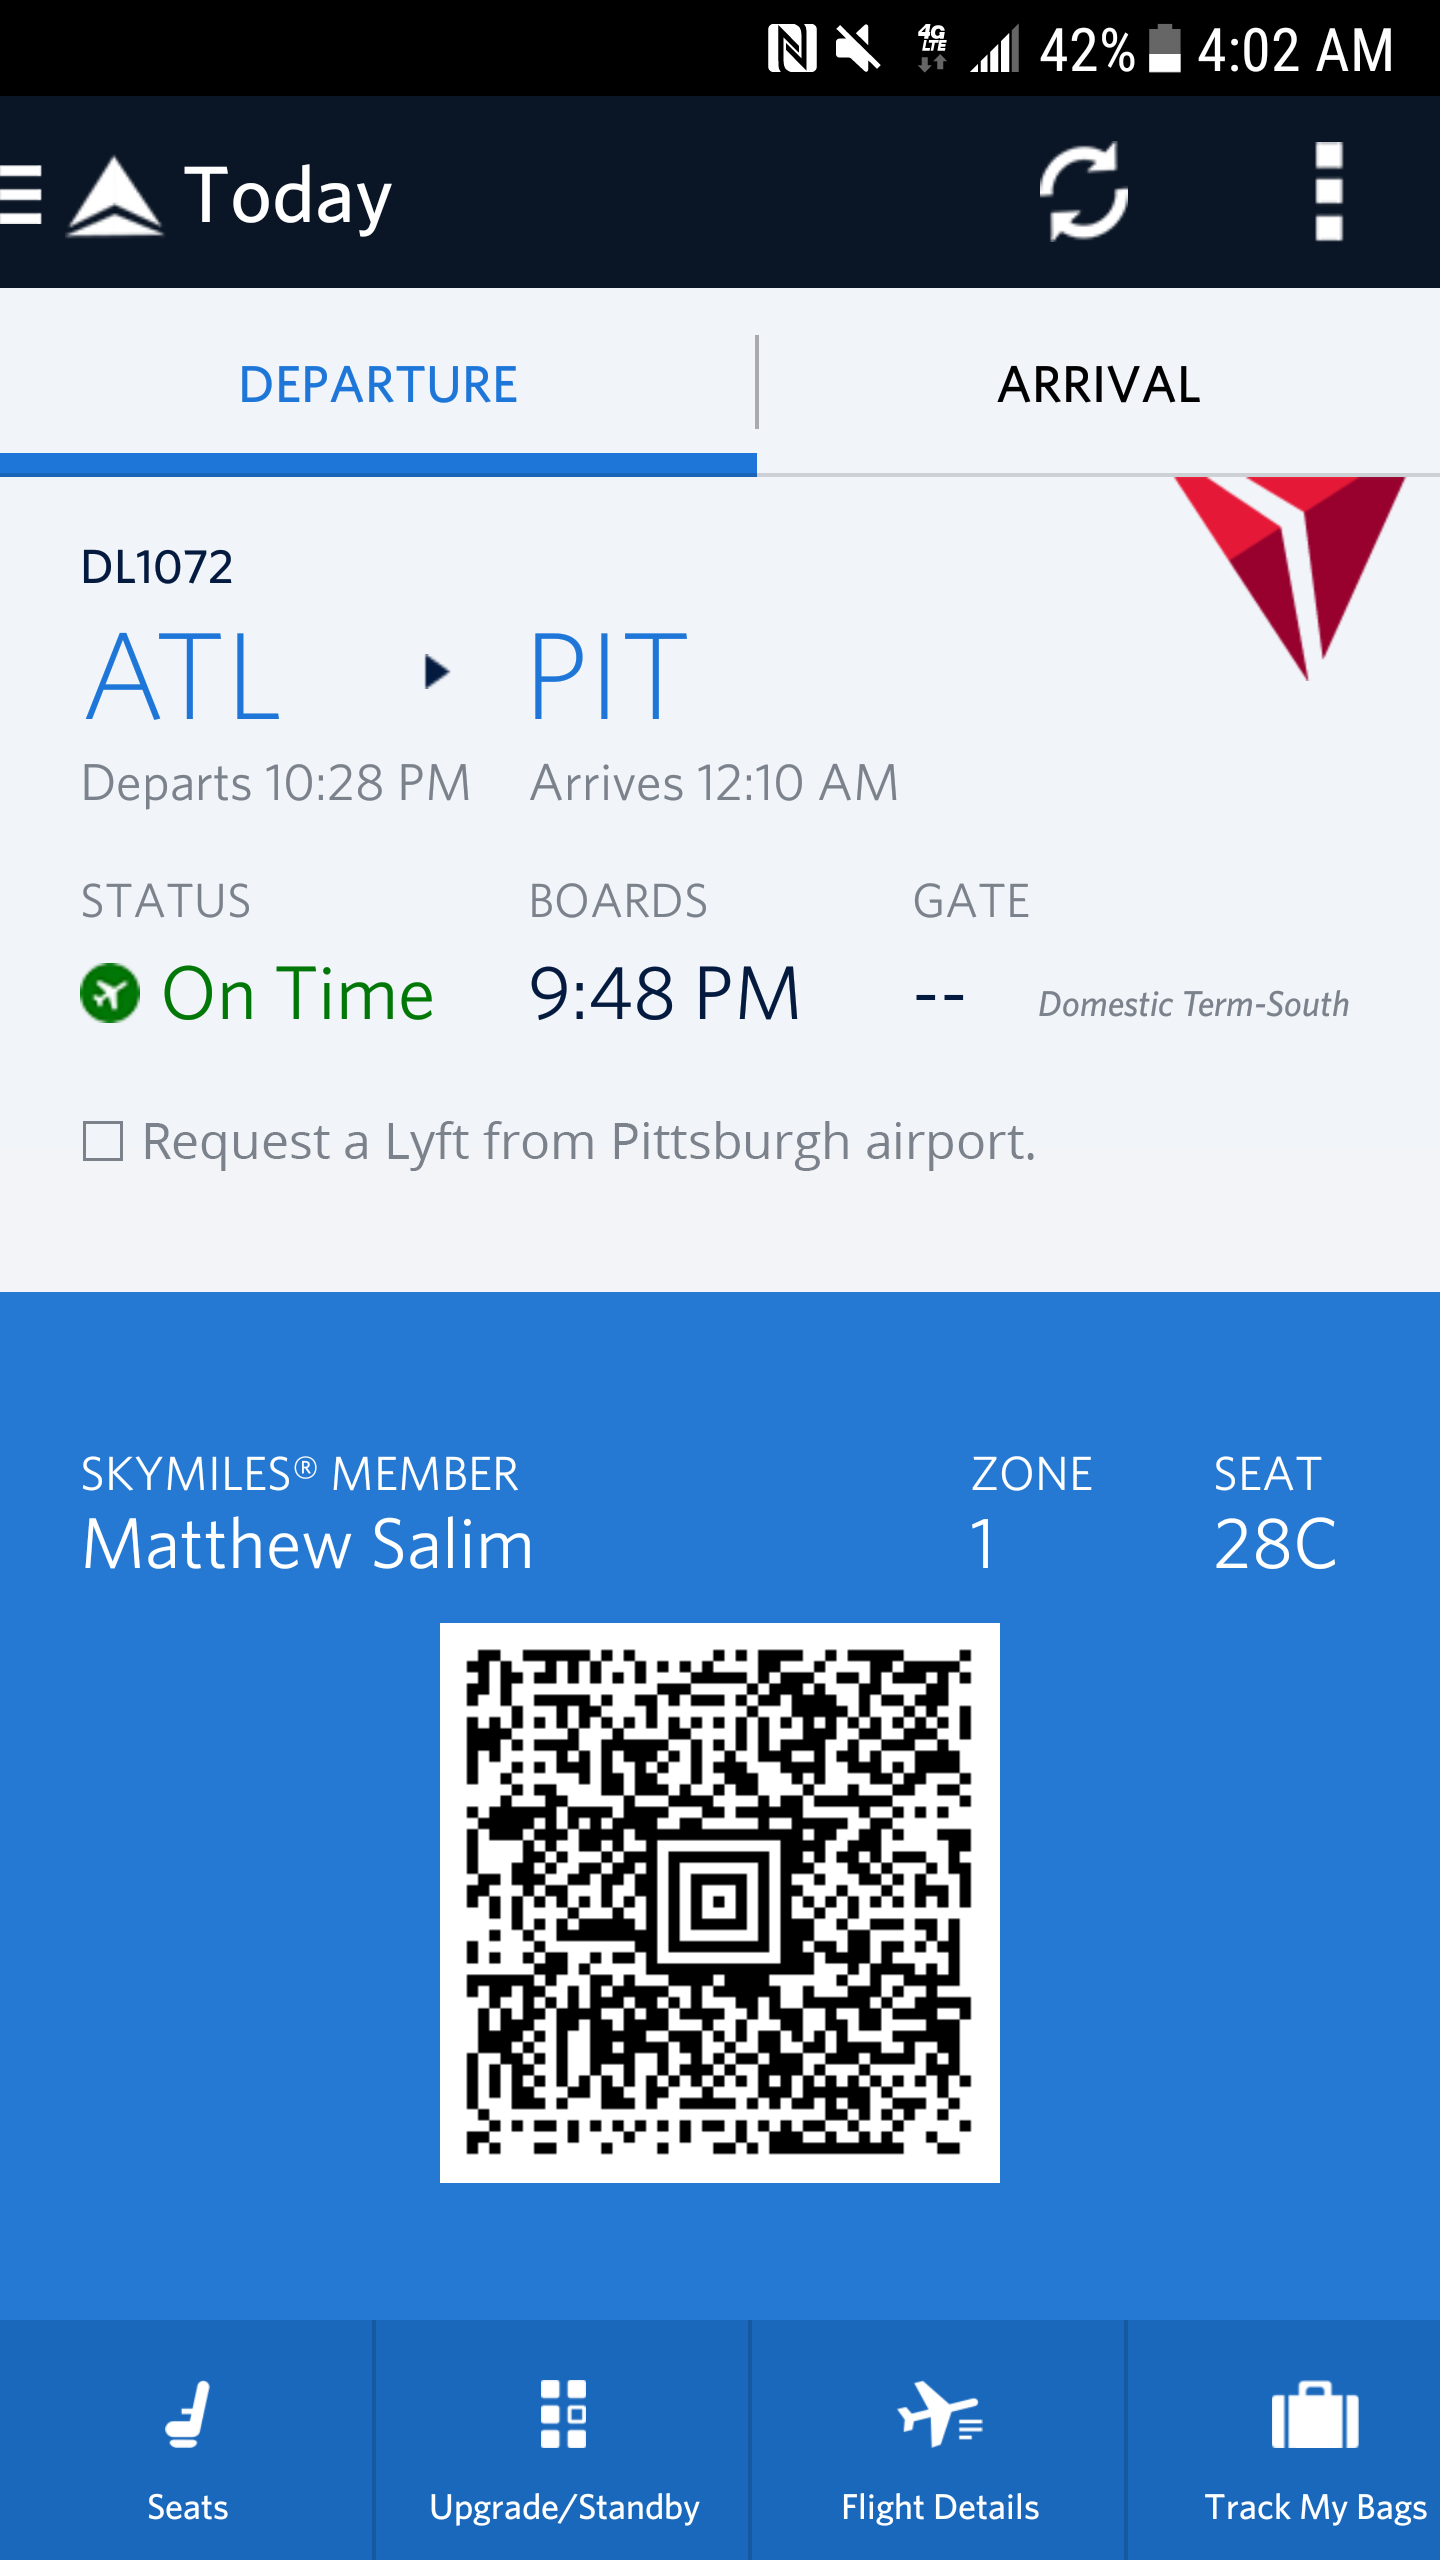 4G LTE 42% 4:02 AM
Today
DEPARTURE ARRIVAL
DL1072
ATL PIT
Departs 10:28 PM Arrives 12:10 AM
STATUS BOARDS GATE
On Time 9:48 PM -- Domestic Term-South
Request a Lyft from Pittsburgh airport.
SKYMILES® MEMBER ZONE SEAT
Matthew Salim 1 28C
Seats Upgrade/Standby Flight Details Track My Bags